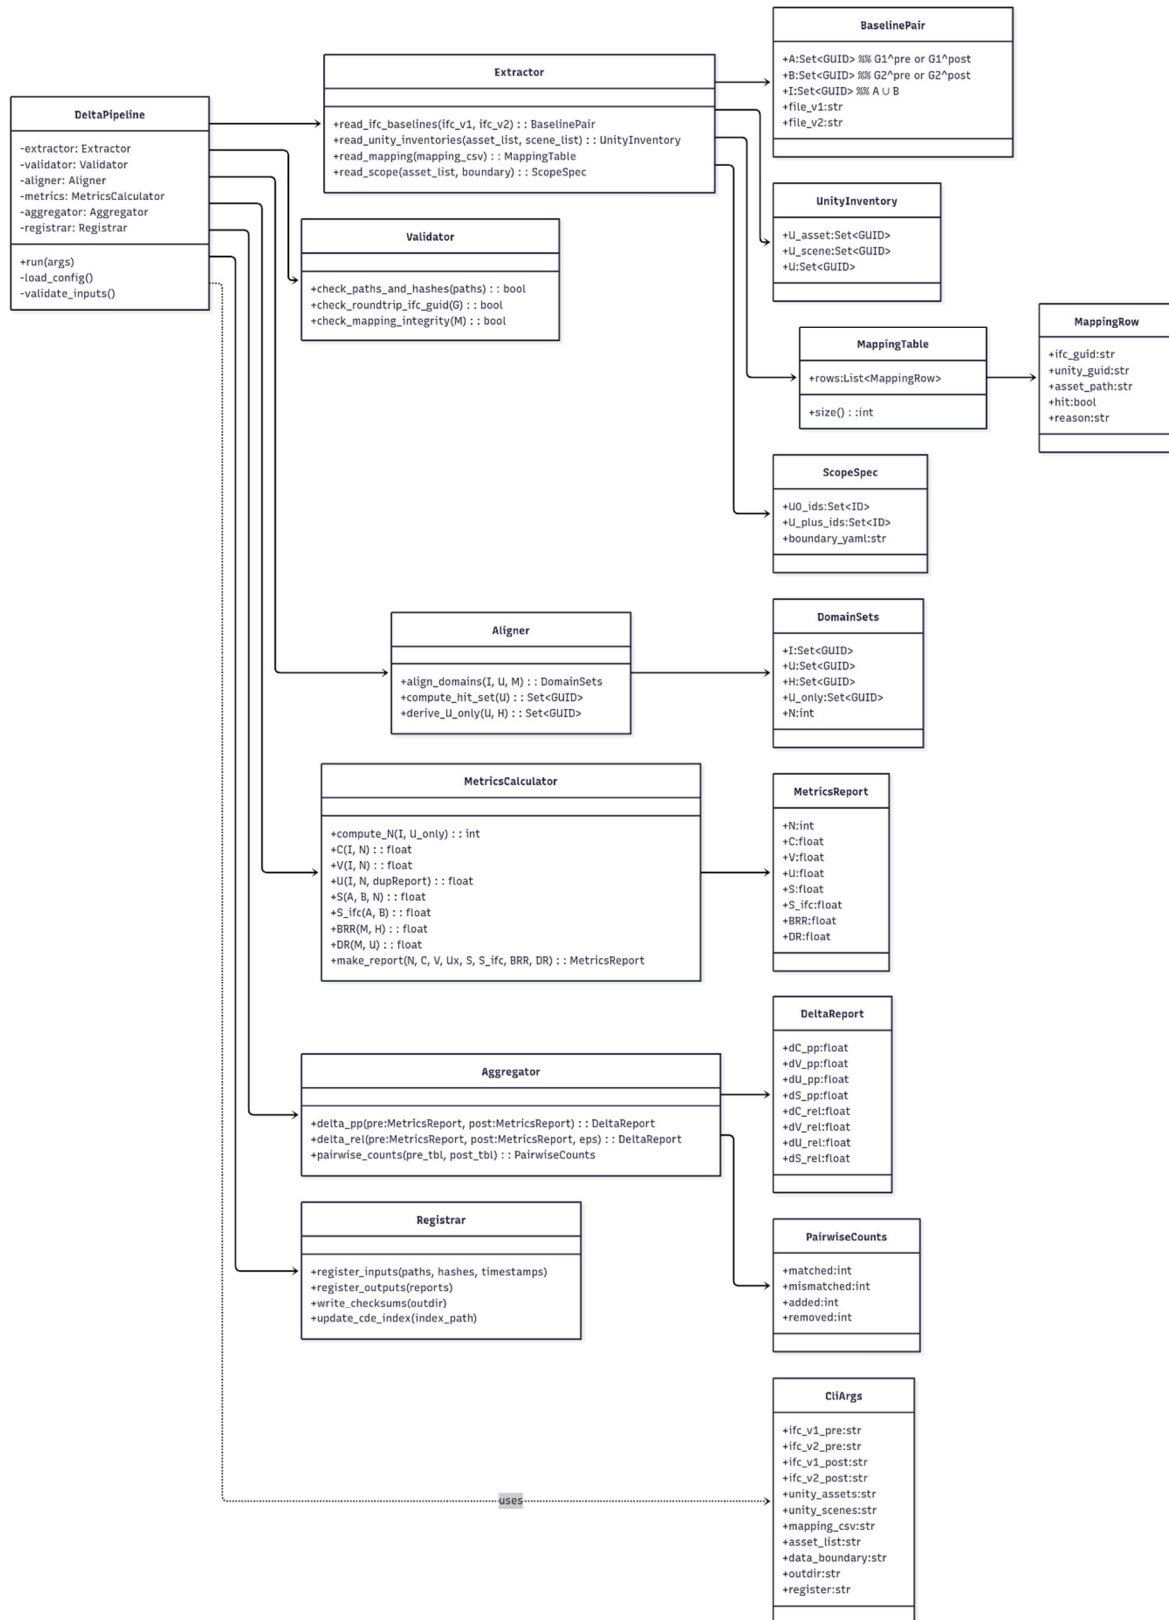 DeltaPipeline
-extractor: Extractor
-validator: Validator
-aligner: Aligner
-metrics: MetricsCalculator
-aggregator: Aggregator
-registrar: Registrar
+run(args)
-load_config()
-validate_inputs()
Extractor
+read_ifc_baselines(ifc_v1, ifc_v2) : : BaselinePair
+read_unity_inventories(asset_list, scene_list) : : UnityInventory
+read_mapping(mapping_csv) : : MappingTable
+read_scope(asset_list, boundary) : : ScopeSpec
BaselinePair
+A:Set<GUID> %% G1^pre or G1^post
+B:Set<GUID> %% G2^pre or G2^post
+I:Set<GUID> %% A ∪ B
+file_v1:str
+file_v2:str
UnityInventory
+U_asset:Set<GUID>
+U_scene:Set<GUID>
+U:Set<GUID>
Validator
+check_paths_and_hashes(paths) : : bool
+check_roundtrip_ifc_guid(G) : : bool
+check_mapping_integrity(M) : : bool
MappingTable
+rows:List<MappingRow>
+size() : :int
MappingRow
+ifc_guid:str
+unity_guid:str
+asset_path:str
+hit:bool
+reason:str
ScopeSpec
+U0_ids:Set<ID>
+U_plus_ids:Set<ID>
+boundary_yaml:str
Aligner
+align_domains(I, U, M) : : DomainSets
+compute_hit_set(U) : : Set<GUID>
+derive_U_only(U, H) : : Set<GUID>
DomainSets
+I:Set<GUID>
+U:Set<GUID>
+H:Set<GUID>
+U_only:Set<GUID>
+N:int
MetricsCalculator
+compute_N(I, U_only) : : int
+C(I, N) : : float
+V(I, N) : : float
+U(I, N, dupReport) : : float
+S(A, B, N) : : float
+S_ifc(A, B) : : float
+BRR(M, H) : : float
+DR(M, U) : : float
+make_report(N, C, V, Ux, S, S_ifc, BRR, DR) : : MetricsReport
MetricsReport
+N:int
+C:float
+V:float
+U:float
+S:float
+S_ifc:float
+BRR:float
+DR:float
Aggregator
+delta_pp(pre:MetricsReport, post:MetricsReport) : : DeltaReport
+delta_rel(pre:MetricsReport, post:MetricsReport, eps) : : DeltaReport
+pairwise_counts(pre_tbl, post_tbl) : : PairwiseCounts
DeltaReport
+dC_pp:float
+dV_pp:float
+dU_pp:float
+dS_pp:float
+dC_rel:float
+dV_rel:float
+dU_rel:float
+dS_rel:float
Registrar
+register_inputs(paths, hashes, timestamps)
+register_outputs(reports)
+write_checksums(outdir)
+update_cde_index(index_path)
PairwiseCounts
+matched:int
+mismatched:int
+added:int
+removed:int
uses
CliArgs
+ifc_v1_pre:str
+ifc_v2_pre:str
+ifc_v1_post:str
+ifc_v2_post:str
+unity_assets:str
+unity_scenes:str
+mapping_csv:str
+asset_list:str
+data_boundary:str
+outdir:str
+register:str